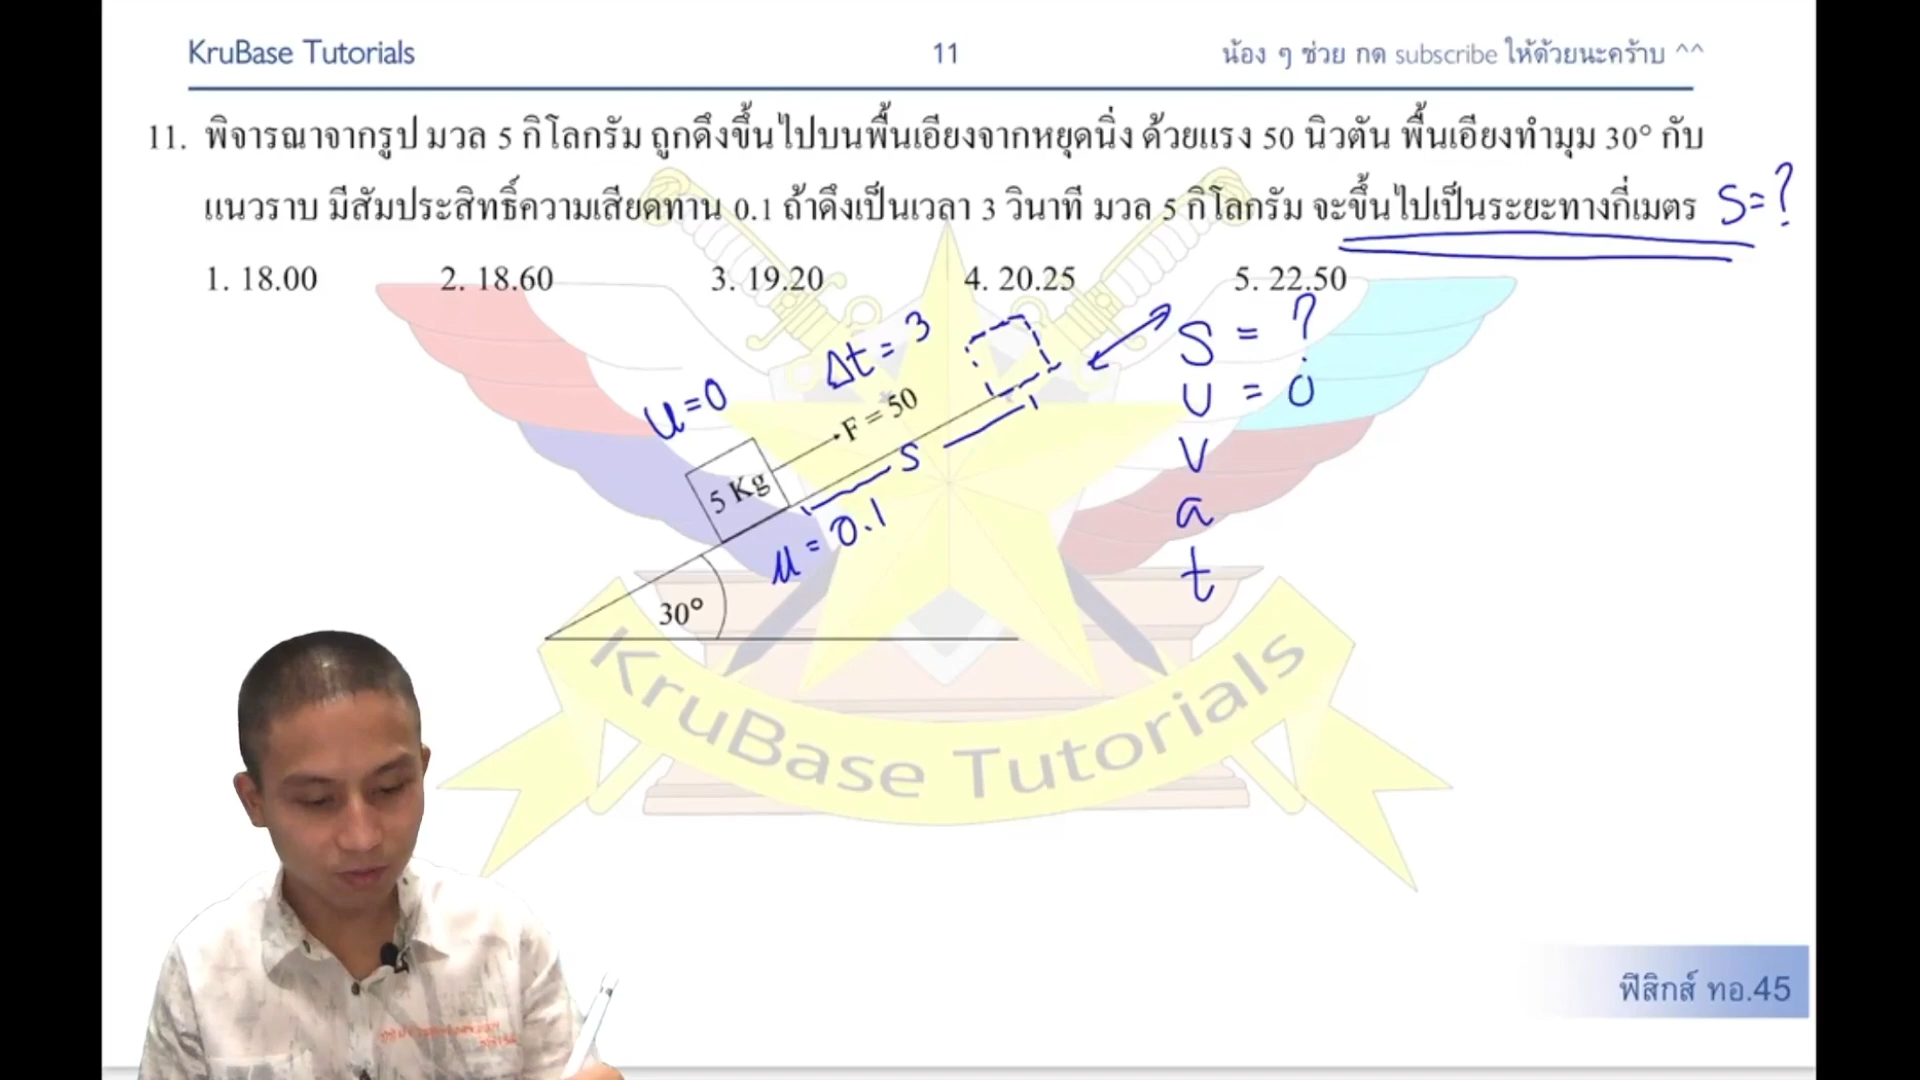 KruBase Tutorials 11 น้อง ๆ ช่วย กด subscribe ให้ด้วยนะคร้าบ ^^
11. พิจารณาจากรูป มวล 5 กิโลกรัม ถูกดึงขึ้นไปบนพื้นเอียงจากหยุดนิ่ง ด้วยแรง 50 นิวตัน พื้นเอียงทำมุม 30° กับ
แนวราบ มีสัมประสิทธิ์ความเสียดทาน 0.1 ถ้าดึงเป็นเวลา 3 วินาที มวล 5 กิโลกรัม จะขึ้นไปเป็นระยะทางกี่เมตร S=?
1. 18.00 2. 18.60 3. 19.20 4. 20.25 5. 22.50
Δt = 3
S = ?
u=0
F = 50
u = 0
S
v
5 Kg
μ = 0.1
a
t
30°
KruBase Tutorials
ฟิสิกส์ ทอ.45